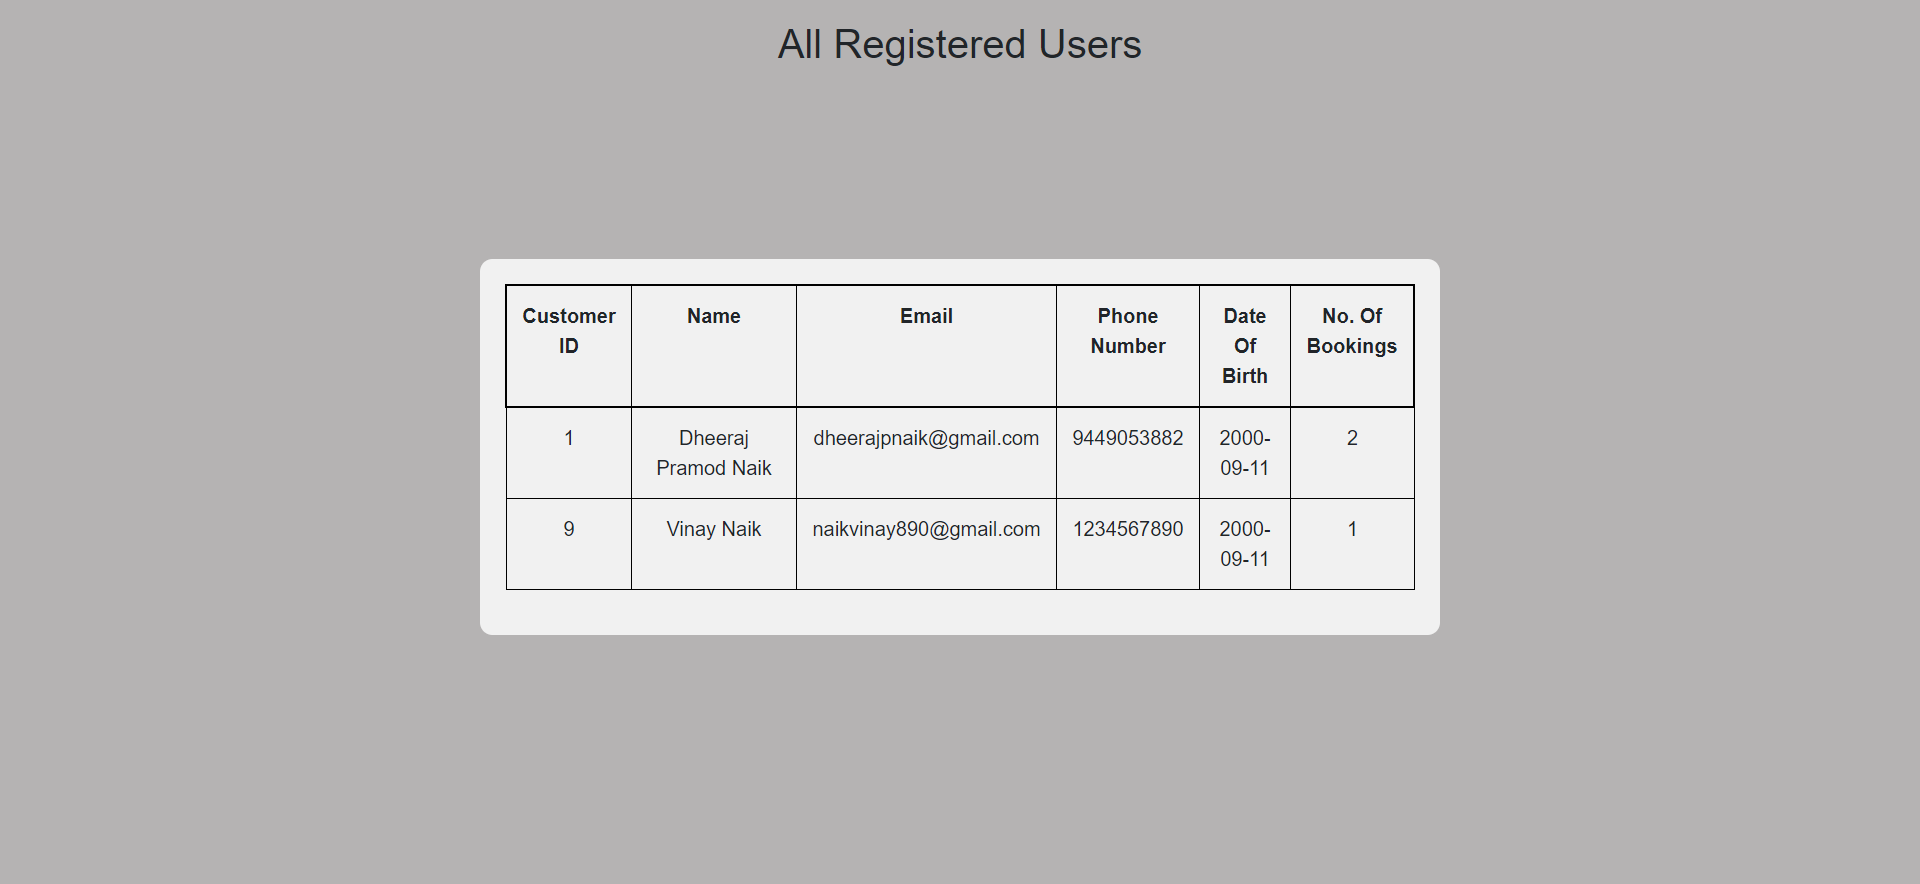 All Registered Users
Customer ID Name Email Phone Number Date Of Birth No. Of Bookings
1 Dheeraj Pramod Naik dheerajpnaik@gmail.com 9449053882 2000-09-11 2
9 Vinay Naik naikvinay890@gmail.com 1234567890 2000-09-11 1